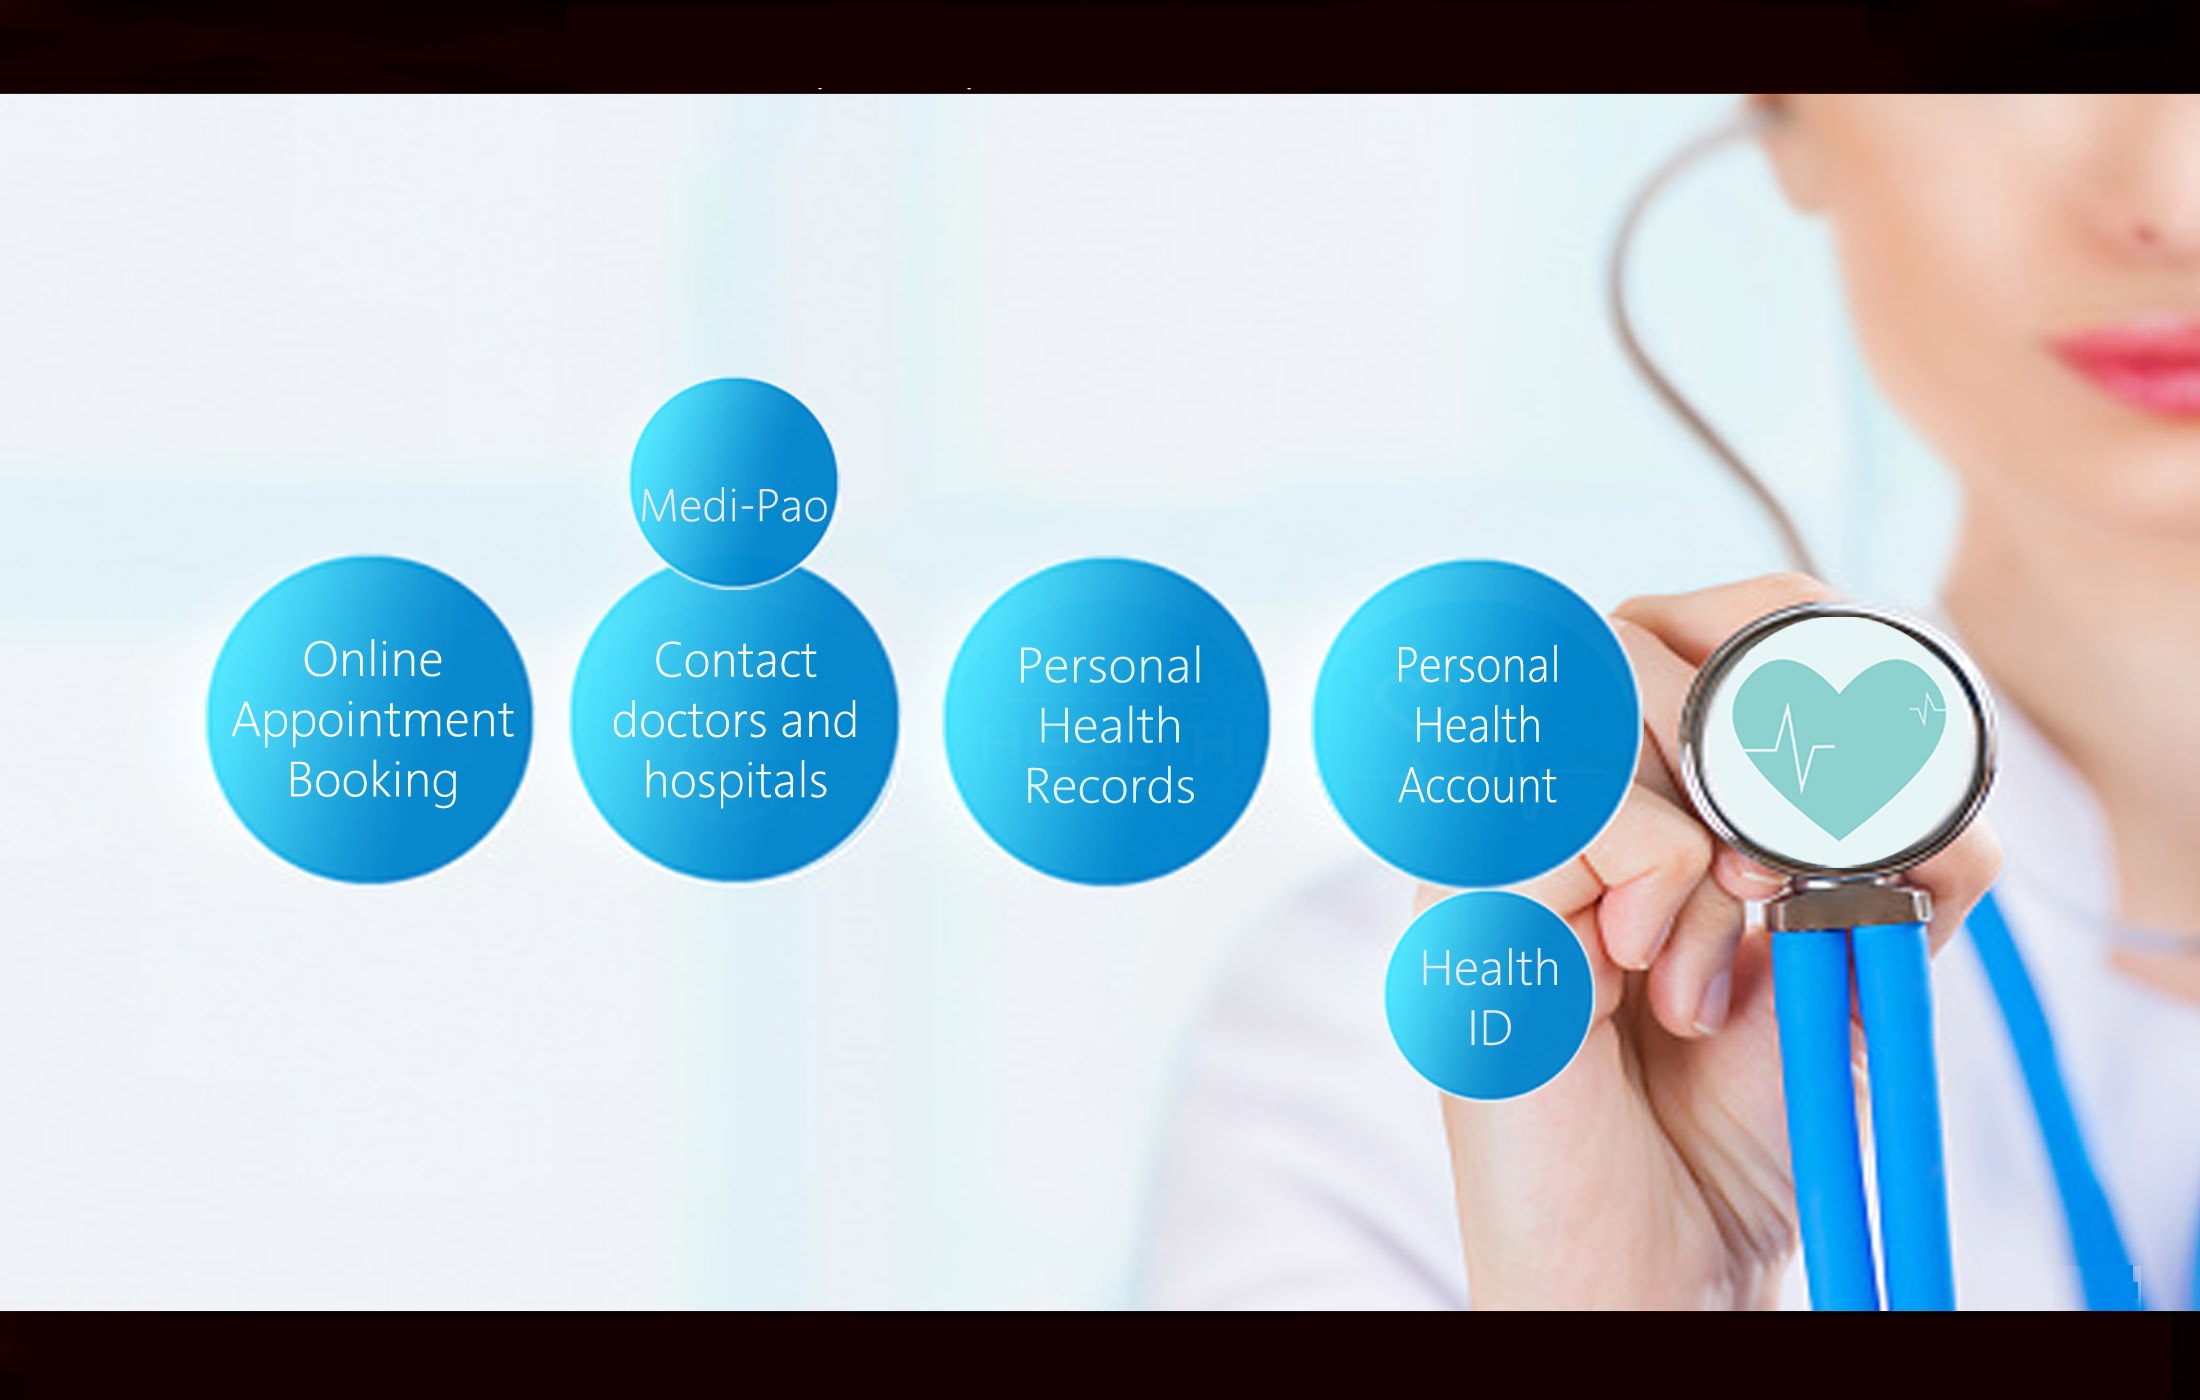 Medi-Pao
Online
Appointment
Booking
Contact
doctors and
hospitals
Personal
Health
Records
Personal
Health
Account
Health
ID